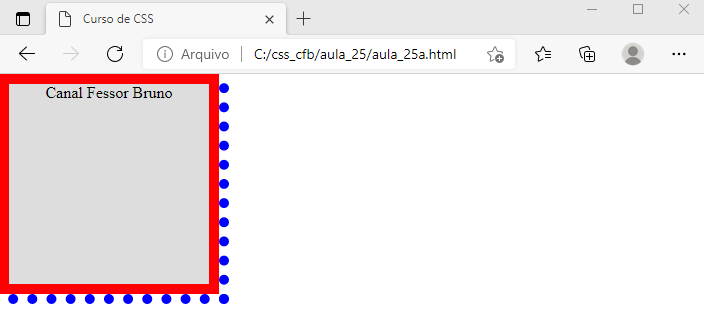 Curso de CSS
Arquivo C:/css_cfb/aula_25/aula_25a.html
Canal Fessor Bruno